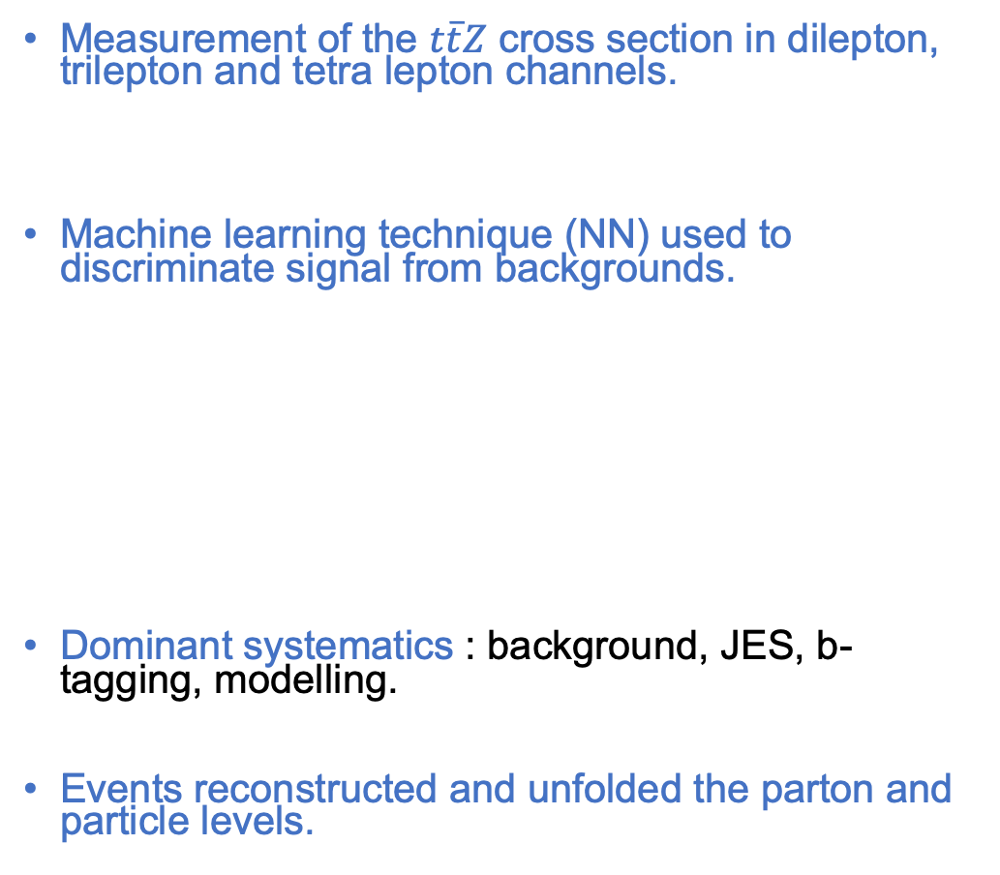 • Measurement of the tt̄Z cross section in dilepton,
trilepton and tetra lepton channels.
• Machine learning technique (NN) used to
discriminate signal from backgrounds.
• Dominant systematics : background, JES, b-
tagging, modelling.
• Events reconstructed and unfolded the parton and
particle levels.